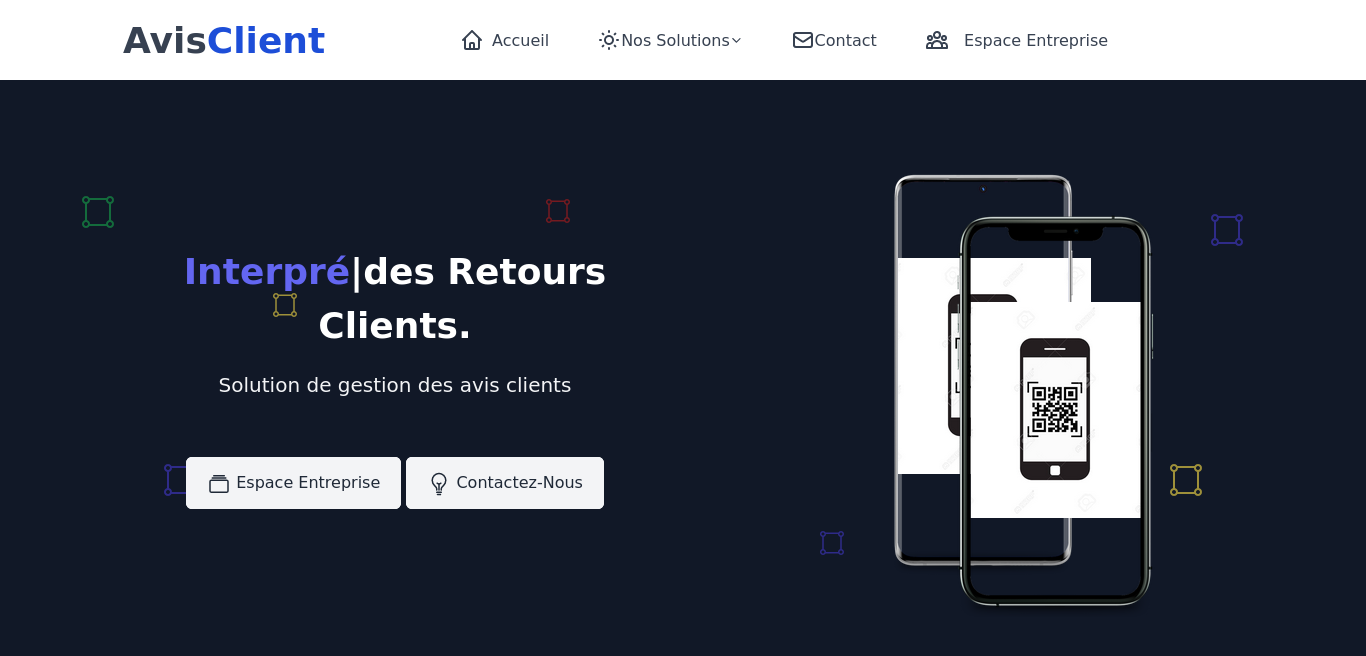 AvisClient
Accueil
Nos Solutions
Contact
Espace Entreprise
Interpré|des Retours
Clients.
Solution de gestion des avis clients
Espace Entreprise
Contactez-Nous